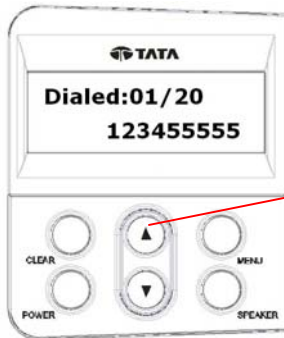 TATA
Dialed:01/20
123455555
CLEAR
MENU
POWER
SPEAKER